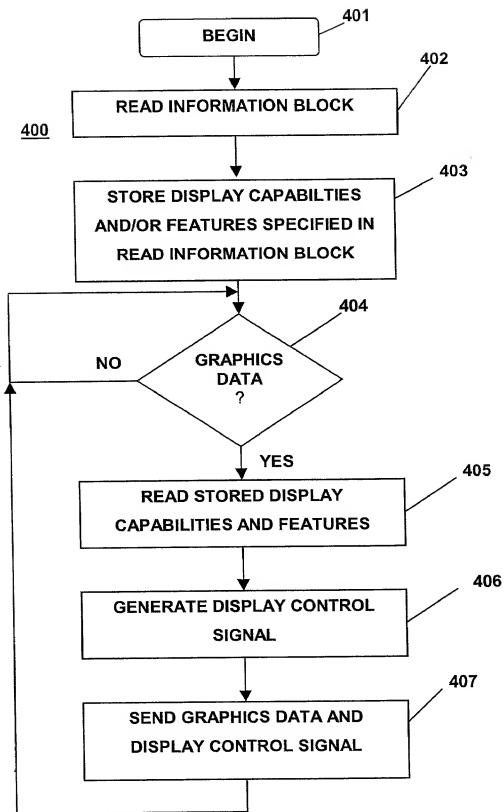 401
BEGIN
402
READ INFORMATION BLOCK
400
403
STORE DISPLAY CAPABILTIES
AND/OR FEATURES SPECIFIED IN
READ INFORMATION BLOCK
404
NO
GRAPHICS
DATA
?
YES
405
READ STORED DISPLAY
CAPABILITIES AND FEATURES
406
GENERATE DISPLAY CONTROL
SIGNAL
407
SEND GRAPHICS DATA AND
DISPLAY CONTROL SIGNAL